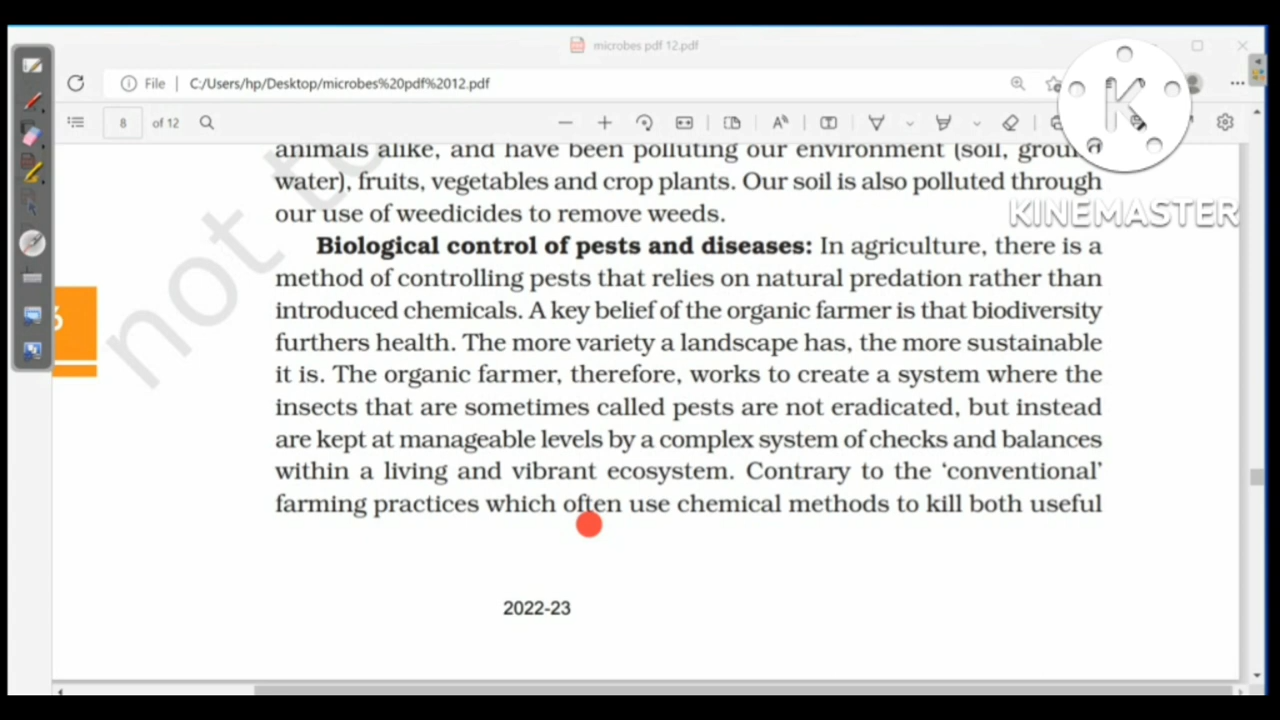 microbes pdf 12.pdf
File | C:/Users/hp/Desktop/microbes%20pdf%2012.pdf
8 of 12
animals alike, and have been polluting our environment (soil, ground
water), fruits, vegetables and crop plants. Our soil is also polluted through
our use of weedicides to remove weeds.
KINEMASTER
Biological control of pests and diseases: In agriculture, there is a
method of controlling pests that relies on natural predation rather than
introduced chemicals. A key belief of the organic farmer is that biodiversity
furthers health. The more variety a landscape has, the more sustainable
it is. The organic farmer, therefore, works to create a system where the
insects that are sometimes called pests are not eradicated, but instead
are kept at manageable levels by a complex system of checks and balances
within a living and vibrant ecosystem. Contrary to the ‘conventional’
farming practices which often use chemical methods to kill both useful
not to
6
2022-23